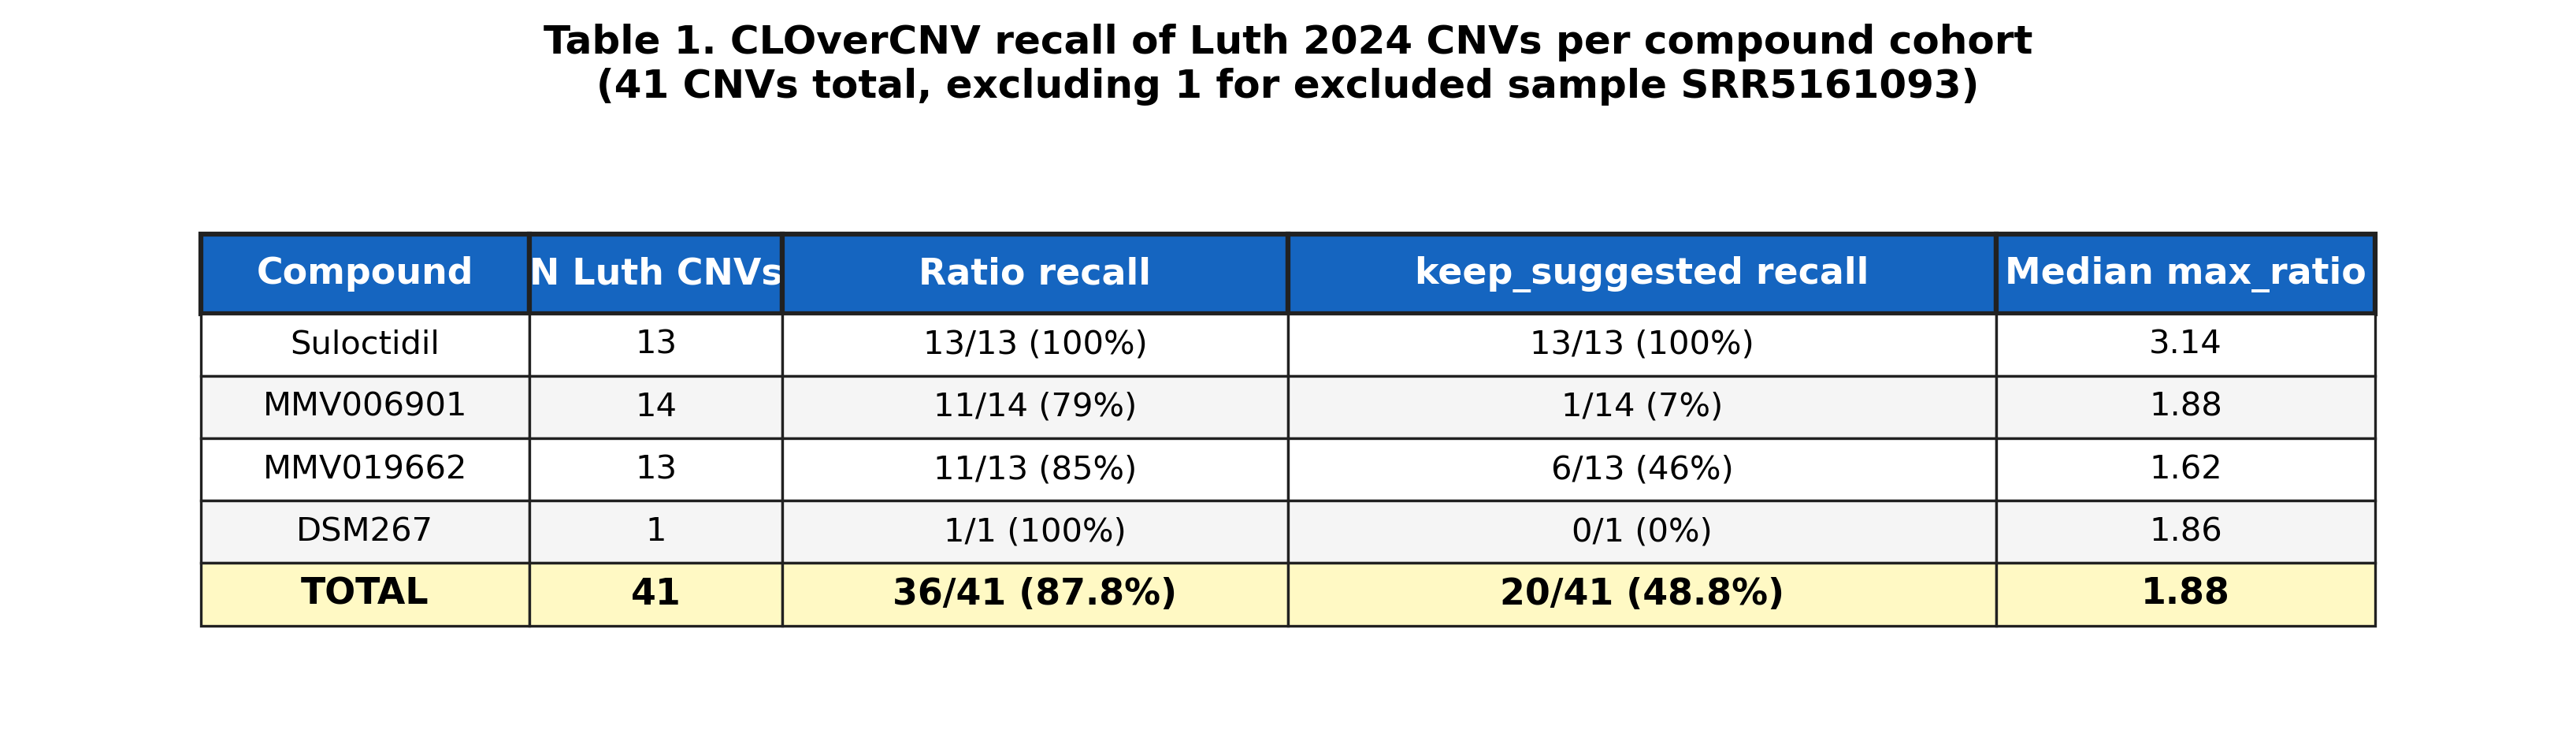 Table 1. CLOverCNV recall of Luth 2024 CNVs per compound cohort
(41 CNVs total, excluding 1 for excluded sample SRR5161093)
Compound N Luth CNVs Ratio recall keep_suggested recall Median max_ratio
Suloctidil 13 13/13 (100%) 13/13 (100%) 3.14
MMV006901 14 11/14 (79%) 1/14 (7%) 1.88
MMV019662 13 11/13 (85%) 6/13 (46%) 1.62
DSM267 1 1/1 (100%) 0/1 (0%) 1.86
TOTAL 41 36/41 (87.8%) 20/41 (48.8%) 1.88